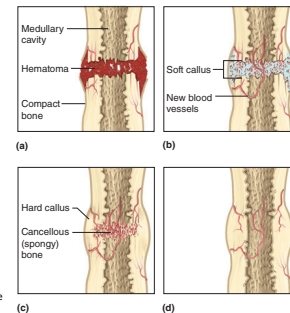 Medullary
cavity
Hematoma
Compact
bone
(a)
Soft callus
New blood
vessels
(b)
Hard callus
Cancellous
(spongy)
bone
e
(c)
(d)